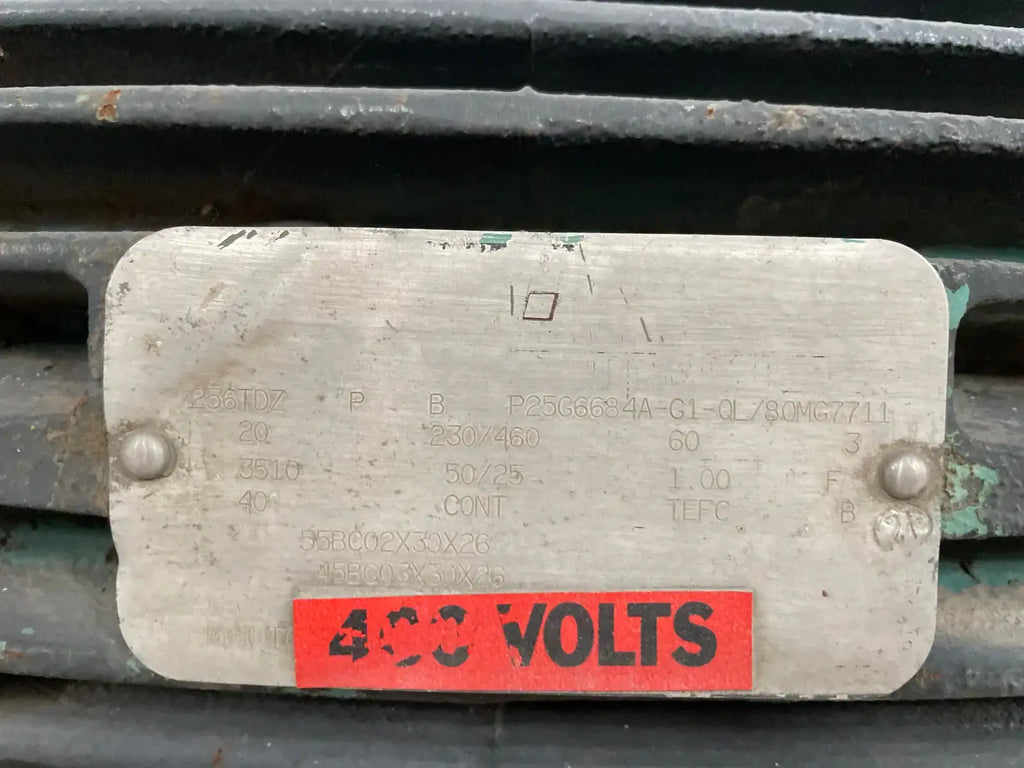 256TDZ P B P25G6684A-G1-QL/80MG7711
20 230/460 60 3
3510 50/25 1.00 F
40 CONT TEFC B
55BC02X30X26
45BC03X30X26
VOLTS